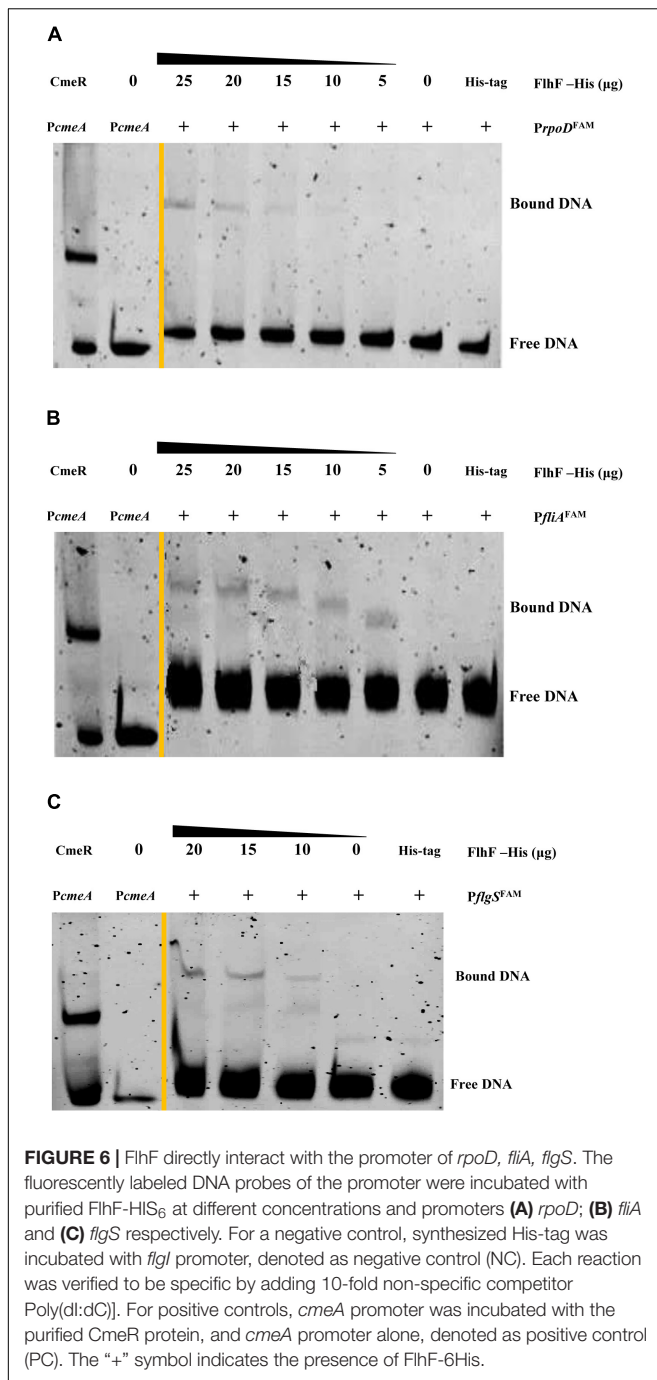 A
CmeR 0 25 20 15 10 5 0 His-tag FlhF –His (μg)
PcmeA PcmeA + + + + + + + PrpoD^FAM
Bound DNA
Free DNA
B
CmeR 0 25 20 15 10 5 0 His-tag FlhF –His (μg)
PcmeA PcmeA + + + + + + + PfliA^FAM
Bound DNA
Free DNA
C
CmeR 0 20 15 10 0 His-tag FlhF –His (μg)
PcmeA PcmeA + + + + + PflgS^FAM
Bound DNA
Free DNA
FIGURE 6 | FlhF directly interact with the promoter of rpoD, fliA, flgS. The
fluorescently labeled DNA probes of the promoter were incubated with
purified FlhF-HIS₆ at different concentrations and promoters (A) rpoD; (B) fliA
and (C) flgS respectively. For a negative control, synthesized His-tag was
incubated with flgI promoter, denoted as negative control (NC). Each reaction
was verified to be specific by adding 10-fold non-specific competitor
Poly(dI:dC)]. For positive controls, cmeA promoter was incubated with the
purified CmeR protein, and cmeA promoter alone, denoted as positive control
(PC). The “+” symbol indicates the presence of FlhF-6His.